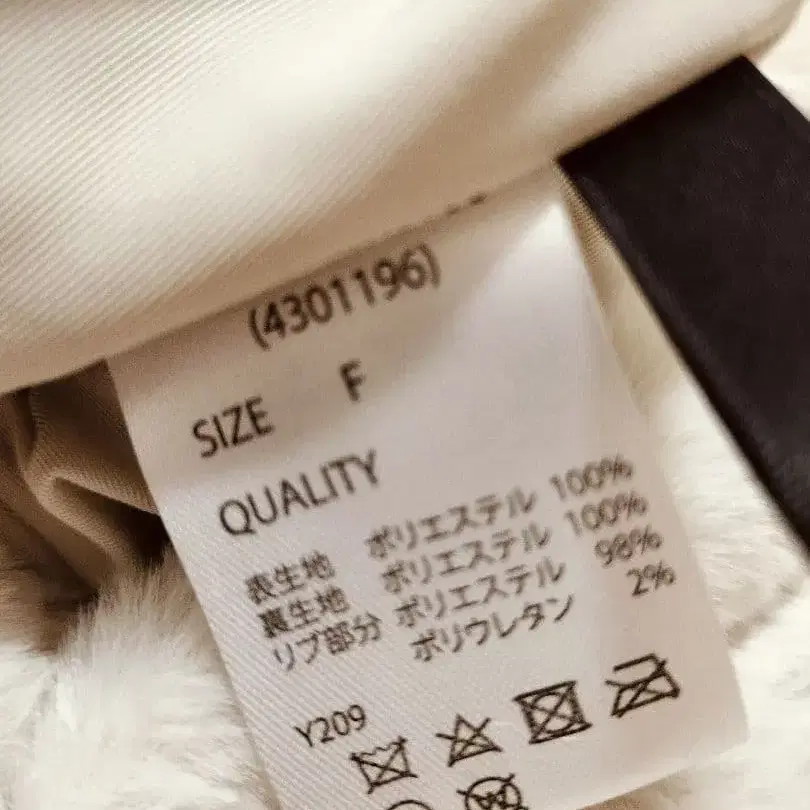 (4301196)
SIZE F
QUALITY
表生地 ポリエステル 100%
裏生地 ポリエステル 100%
リブ部分 ポリエステル 98%
ポリウレタン 2%
Y209